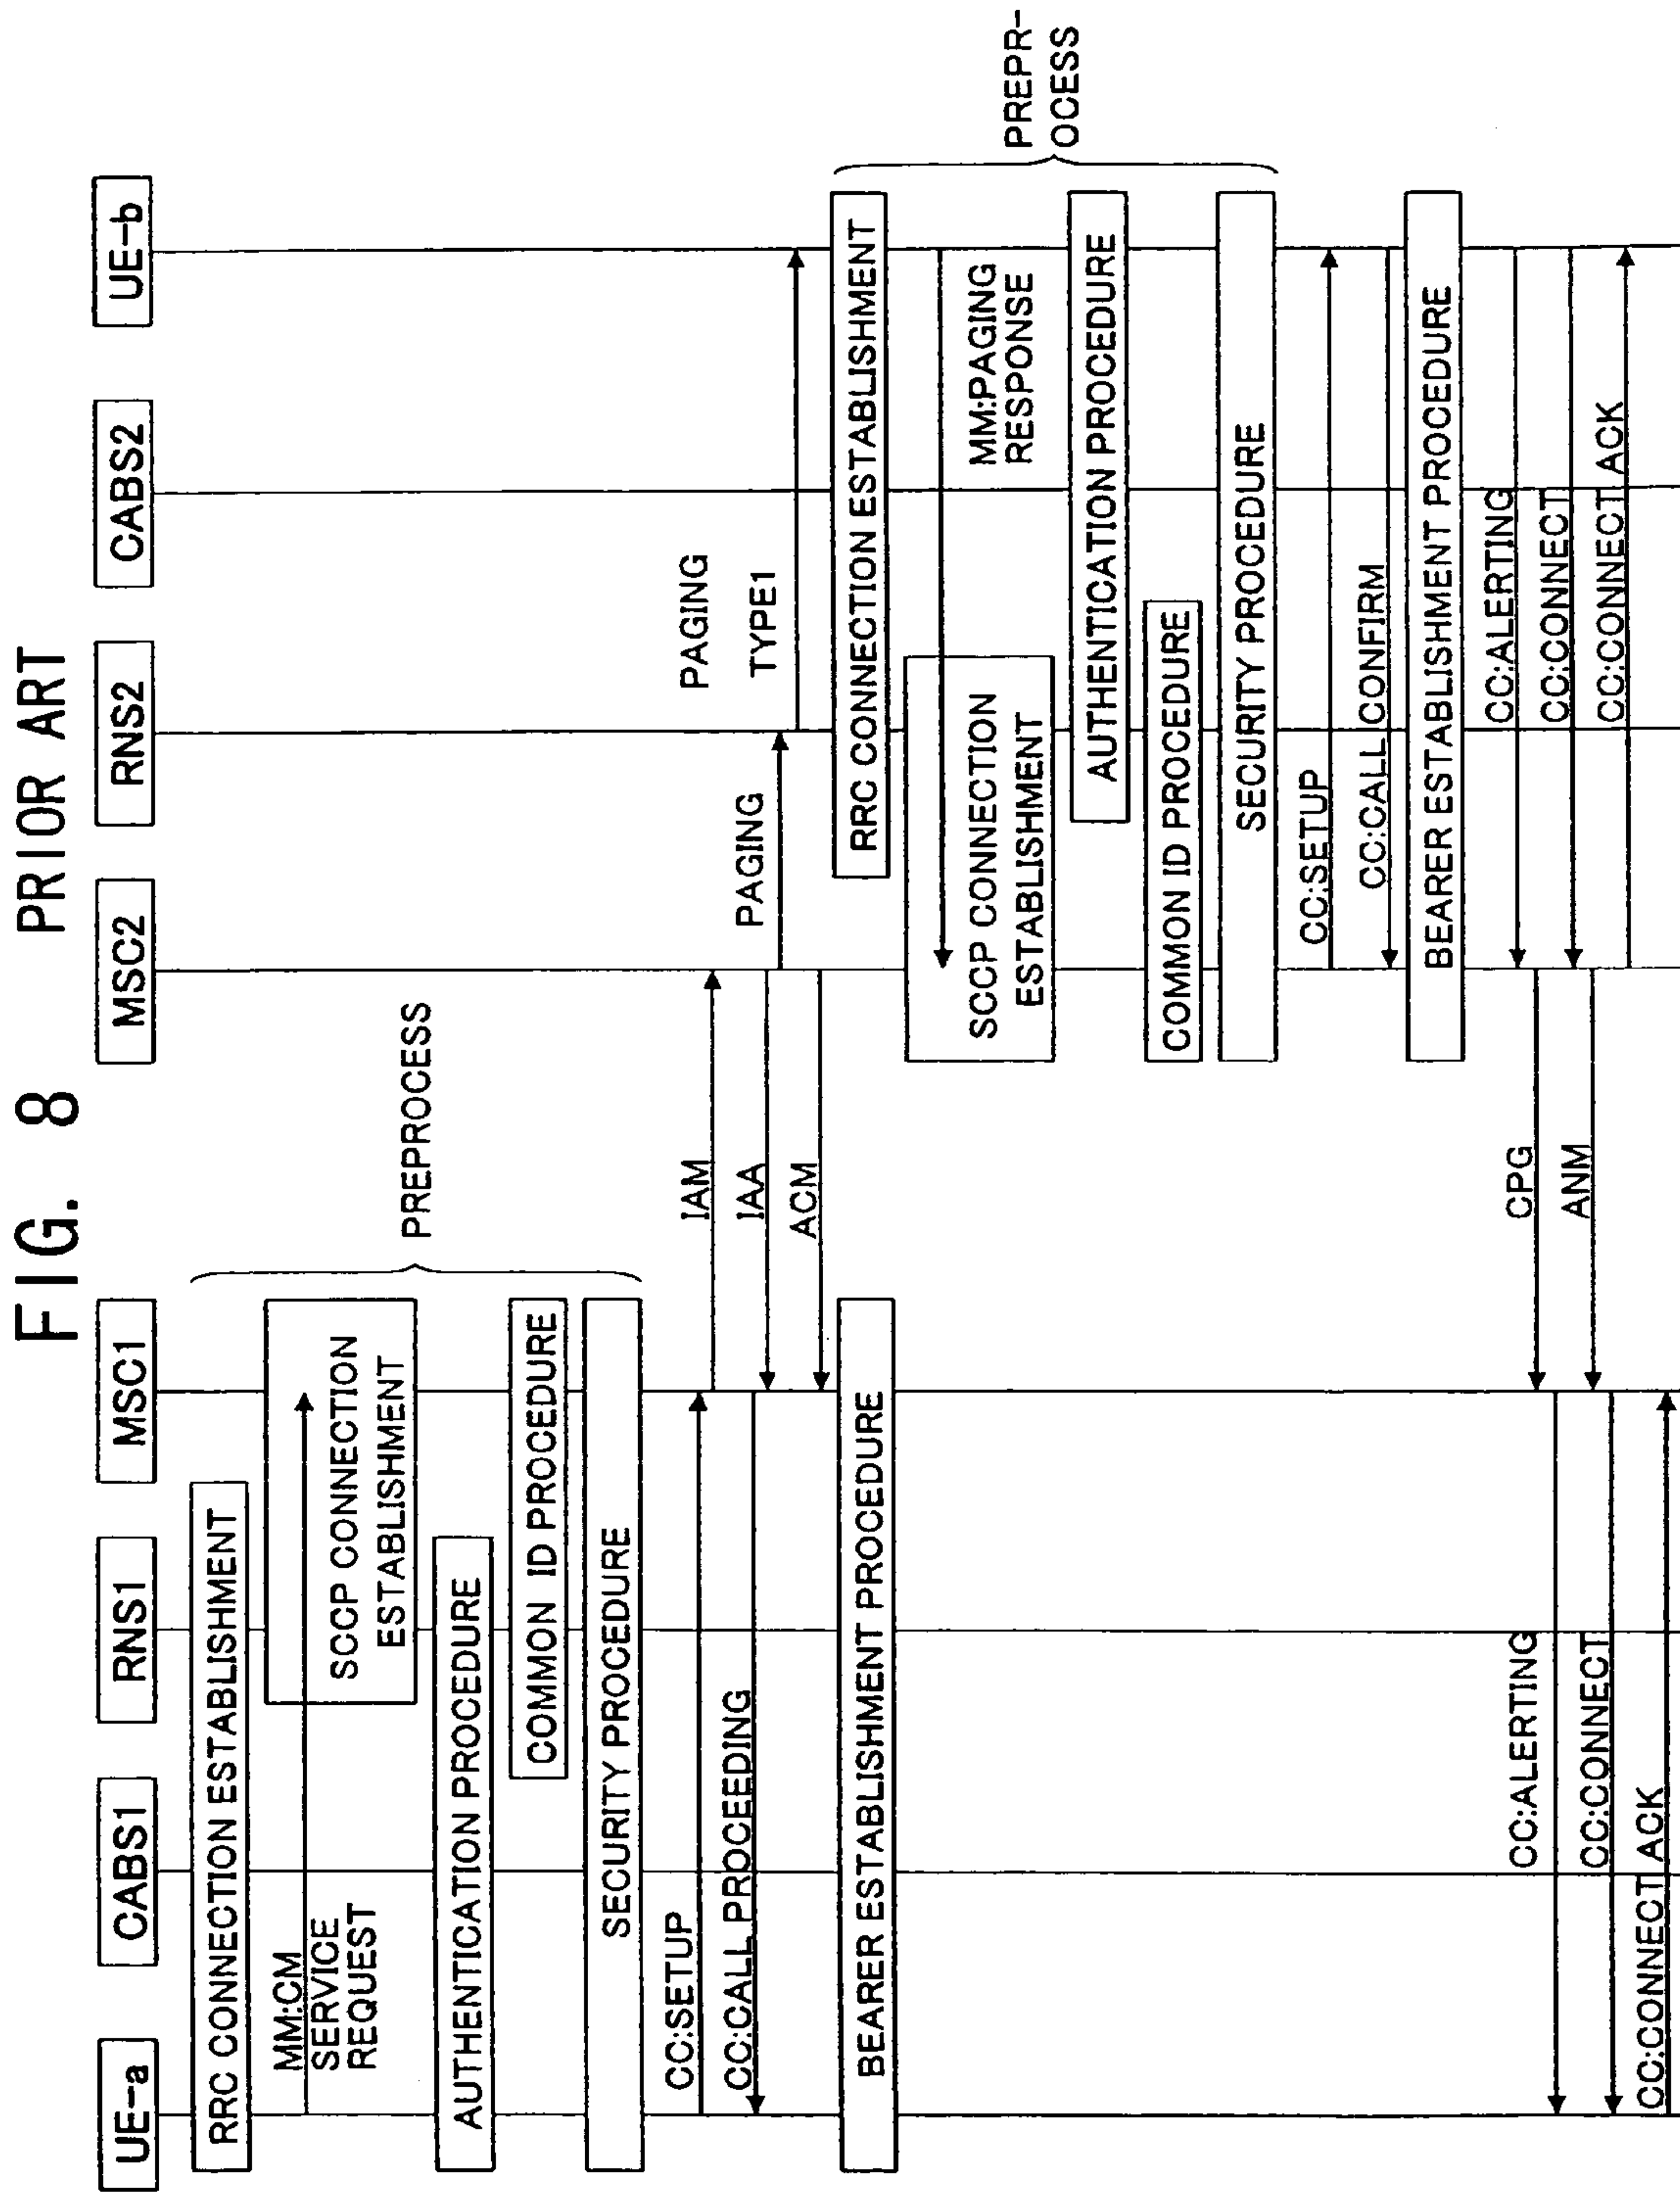 FIG. 8 PRIOR ART
UE-a
CABS1
RNS1
MSC1
MSC2
RNS2
CABS2
UE-b
RRC CONNECTION ESTABLISHMENT
MM:CM
SERVICE
REQUEST
SCCP CONNECTION
ESTABLISHMENT
AUTHENTICATION PROCEDURE
COMMON ID PROCEDURE
SECURITY PROCEDURE
PREPROCESS
CC:SETUP
IAM
CC:CALL PROCEEDING
IAA
ACM
PAGING
PAGING
TYPE1
BEARER ESTABLISHMENT PROCEDURE
RRC CONNECTION ESTABLISHMENT
MM:PAGING
RESPONSE
SCCP CONNECTION
ESTABLISHMENT
AUTHENTICATION PROCEDURE
COMMON ID PROCEDURE
SECURITY PROCEDURE
PREPR-
OCESS
CC:SETUP
CC:CALL CONFIRM
BEARER ESTABLISHMENT PROCEDURE
CC:ALERTING
CPG
CC:ALERTING
CC:CONNECT
ANM
CC:CONNECT
CC:CONNECT ACK
CC:CONNECT ACK